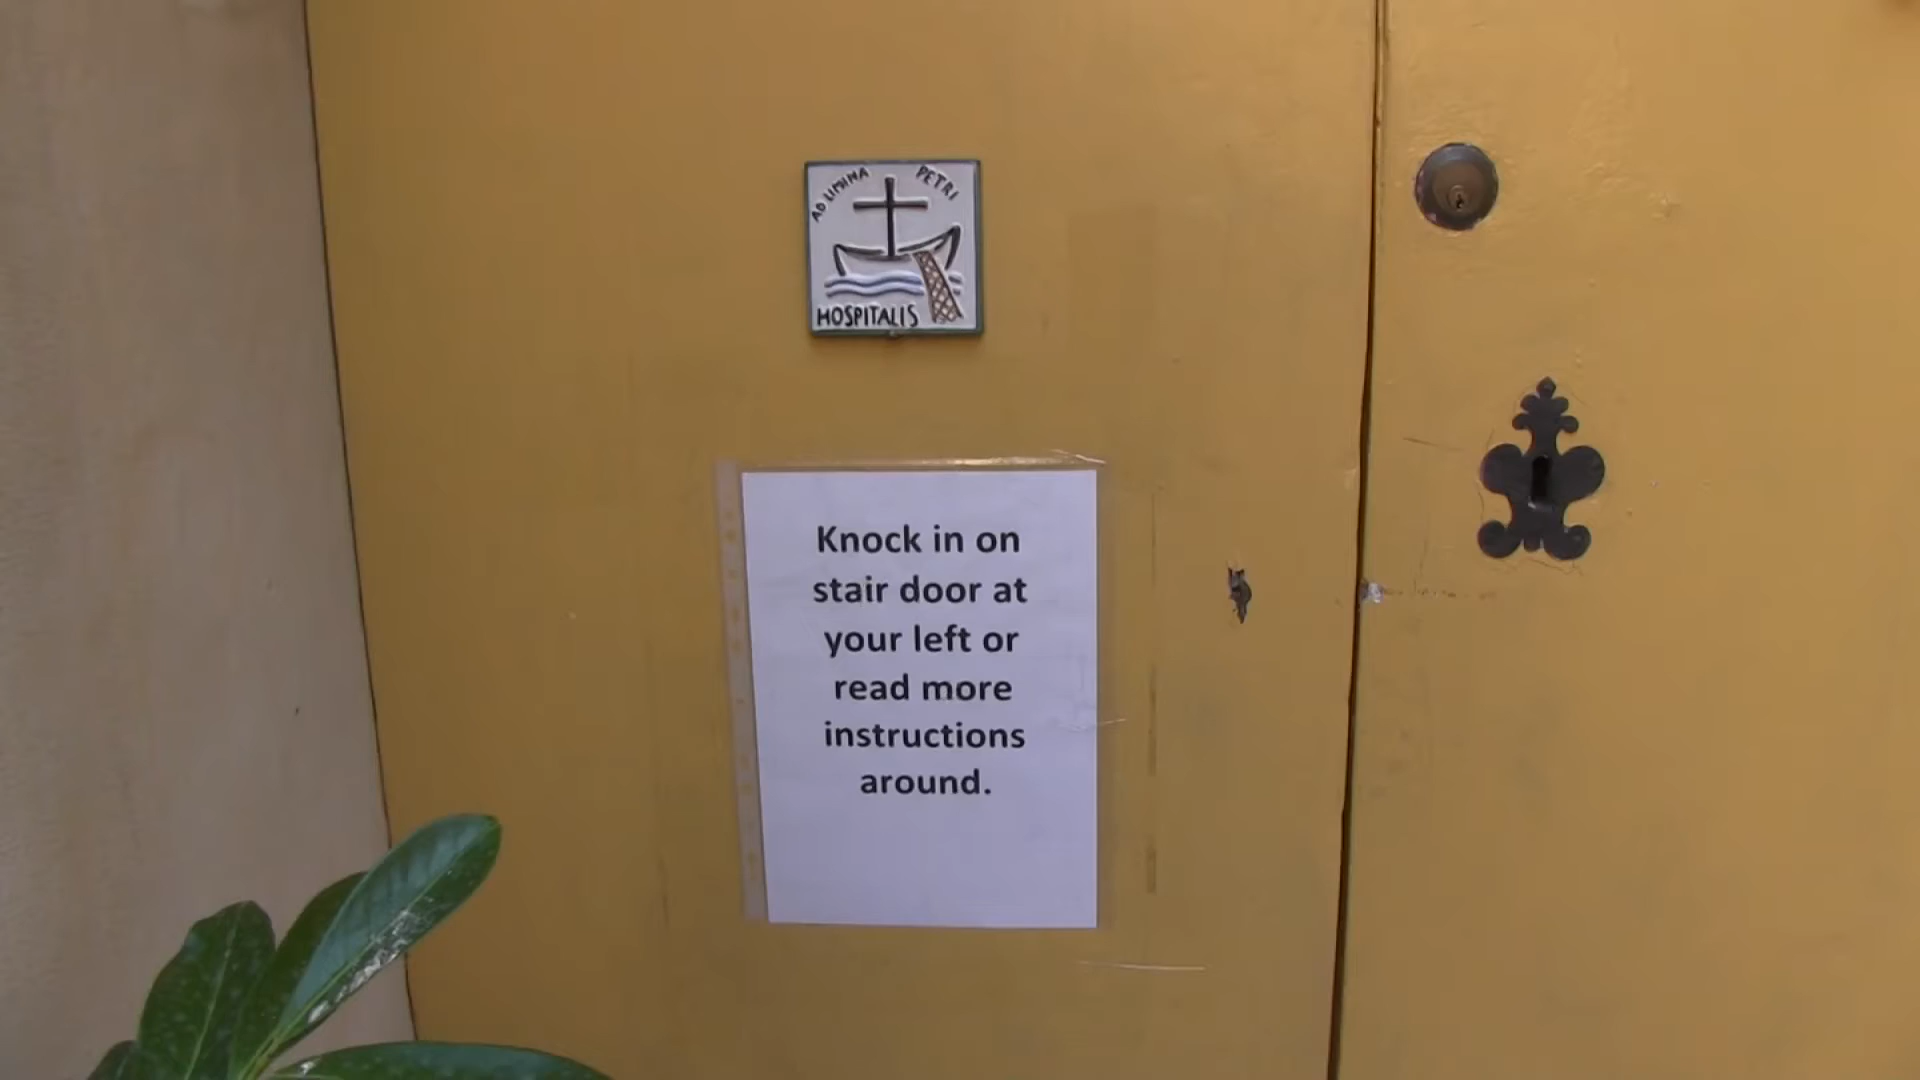 AD LIMINA PETRI
HOSPITALIS
Knock in on
stair door at
your left or
read more
instructions
around.